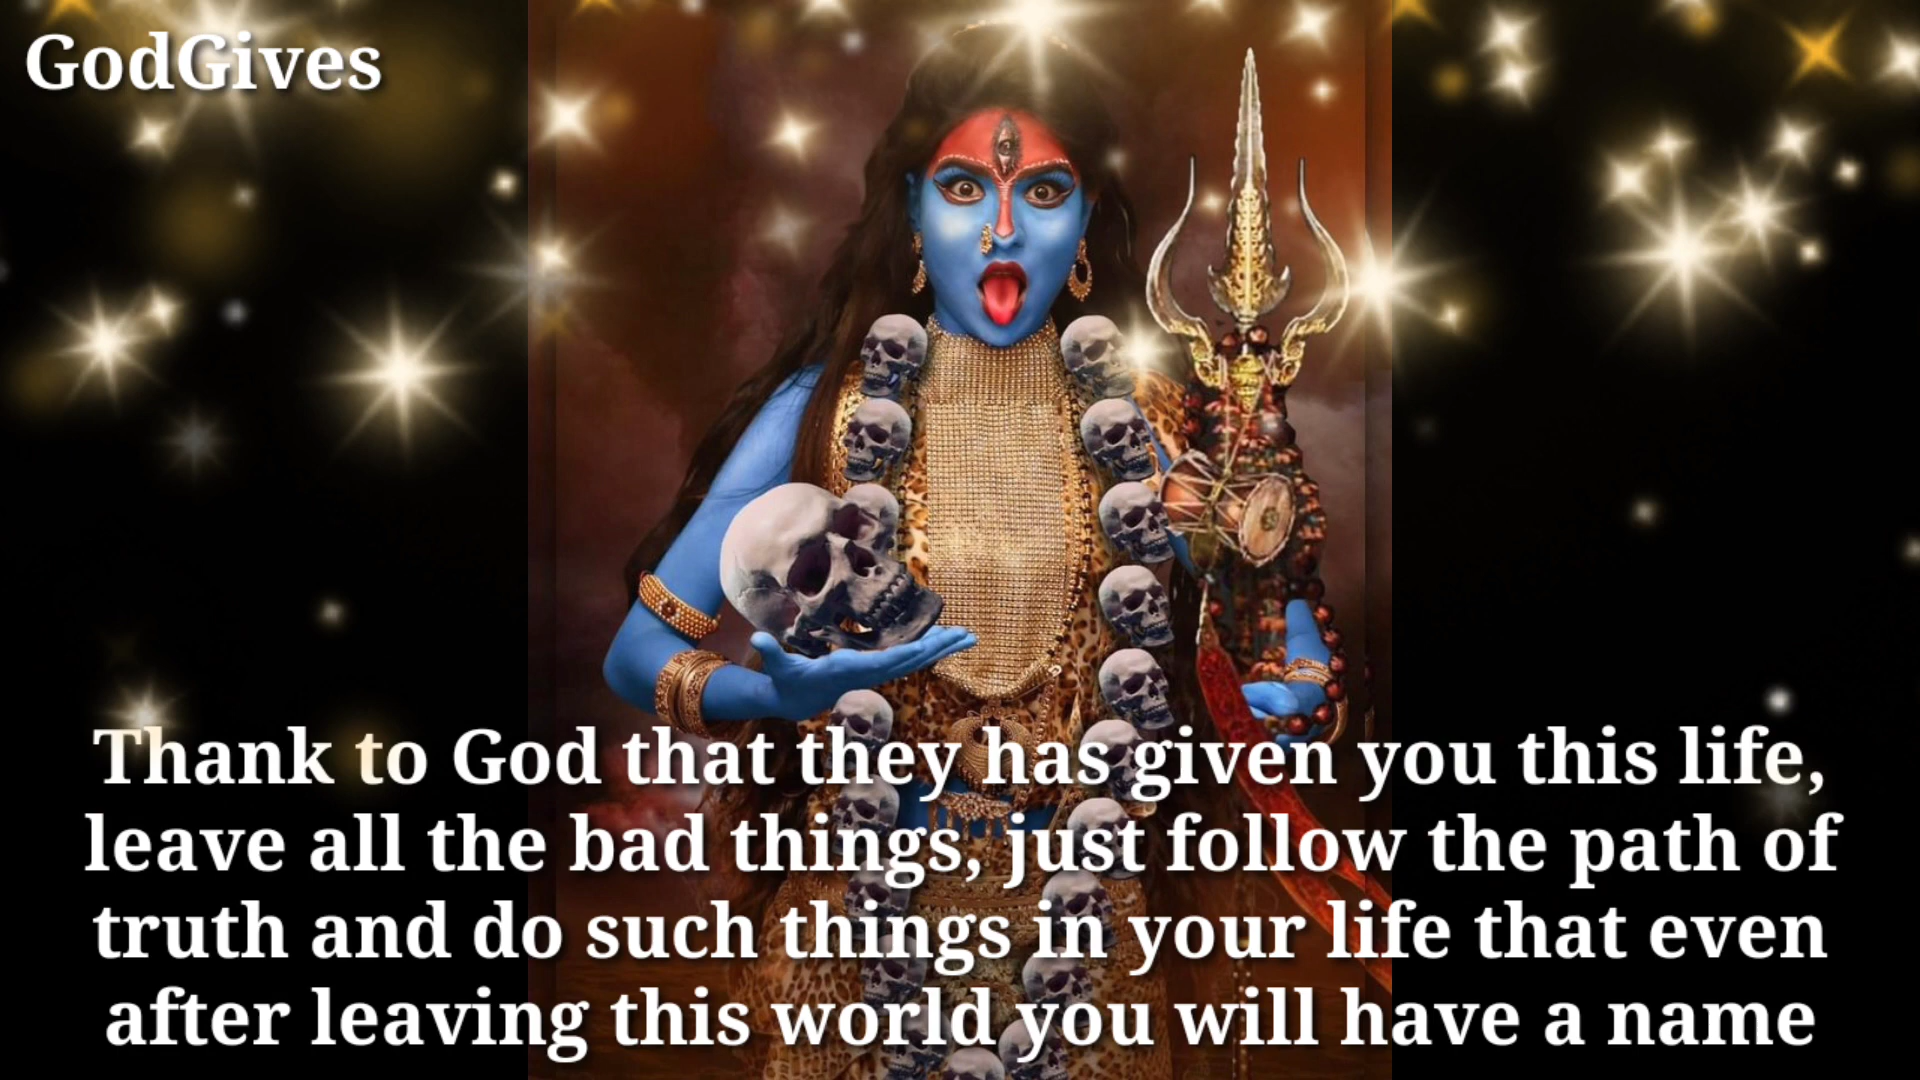 GodGives
Thank to God that they has given you this life,
leave all the bad things, just follow the path of
truth and do such things in your life that even
after leaving this world you will have a name